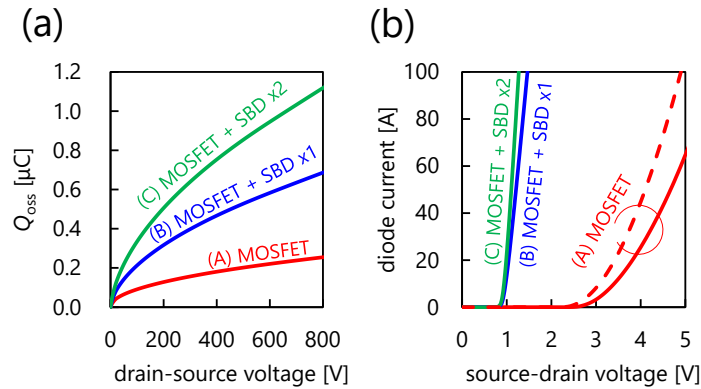 (a)
1.2
1.0
0.8
0.6
0.4
0.2
0.0
Qoss [μC]
(C) MOSFET + SBD x2
(B) MOSFET + SBD x1
(A) MOSFET
0
200
400
600
800
drain-source voltage [V]
(b)
100
80
60
40
20
0
diode current [A]
(C) MOSFET + SBD x2
(B) MOSFET + SBD x1
(A) MOSFET
0
1
2
3
4
5
source-drain voltage [V]